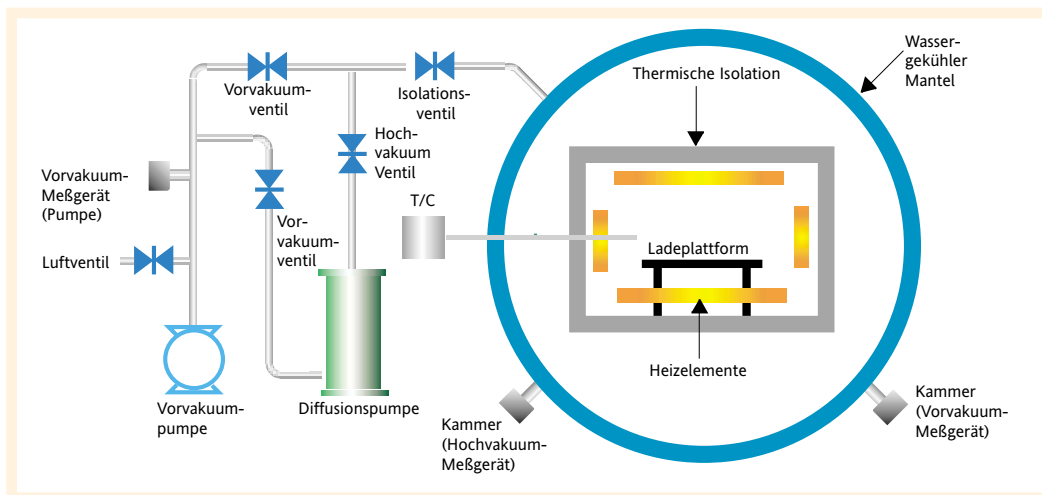 Wasser-
gekühler
Mantel
Thermische Isolation
Vorvakuum-
ventil
Isolations-
ventil
Hoch-
vakuum
Ventil
Vorvakuum-
Meßgerät
(Pumpe)
T/C
Vor-
vakuum-
ventil
Luftventil
Ladeplattform
Heizelemente
Vorvakuum-
pumpe
Diffusionspumpe
Kammer
(Hochvakuum-
Meßgerät)
Kammer
(Vorvakuum-
Meßgerät)